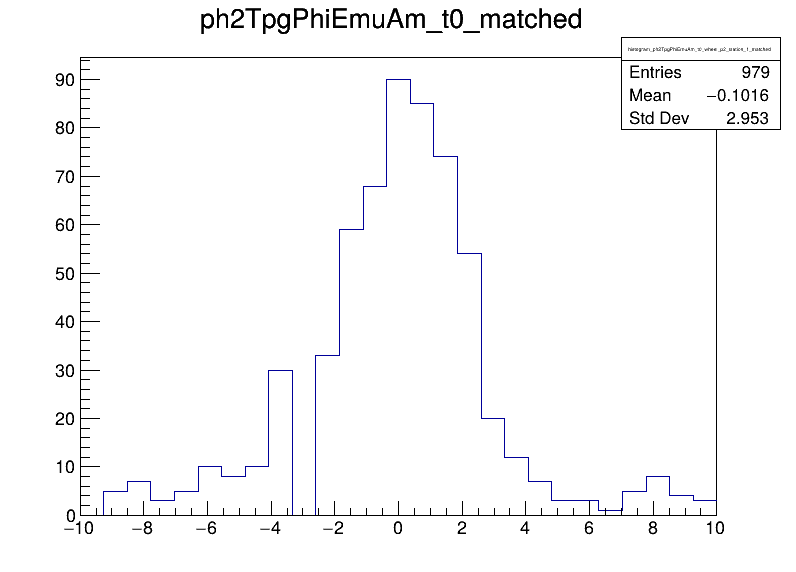 ph2TpgPhiEmuAm_t0_matched
histogram_ph2TpgPhiEmuAm_t0_wheel_p2_station_1_matched
Entries 979
Mean −0.1016
Std Dev 2.953
90
80
70
60
50
40
30
20
10
0
−10 −8 −6 −4 −2 0 2 4 6 8 10